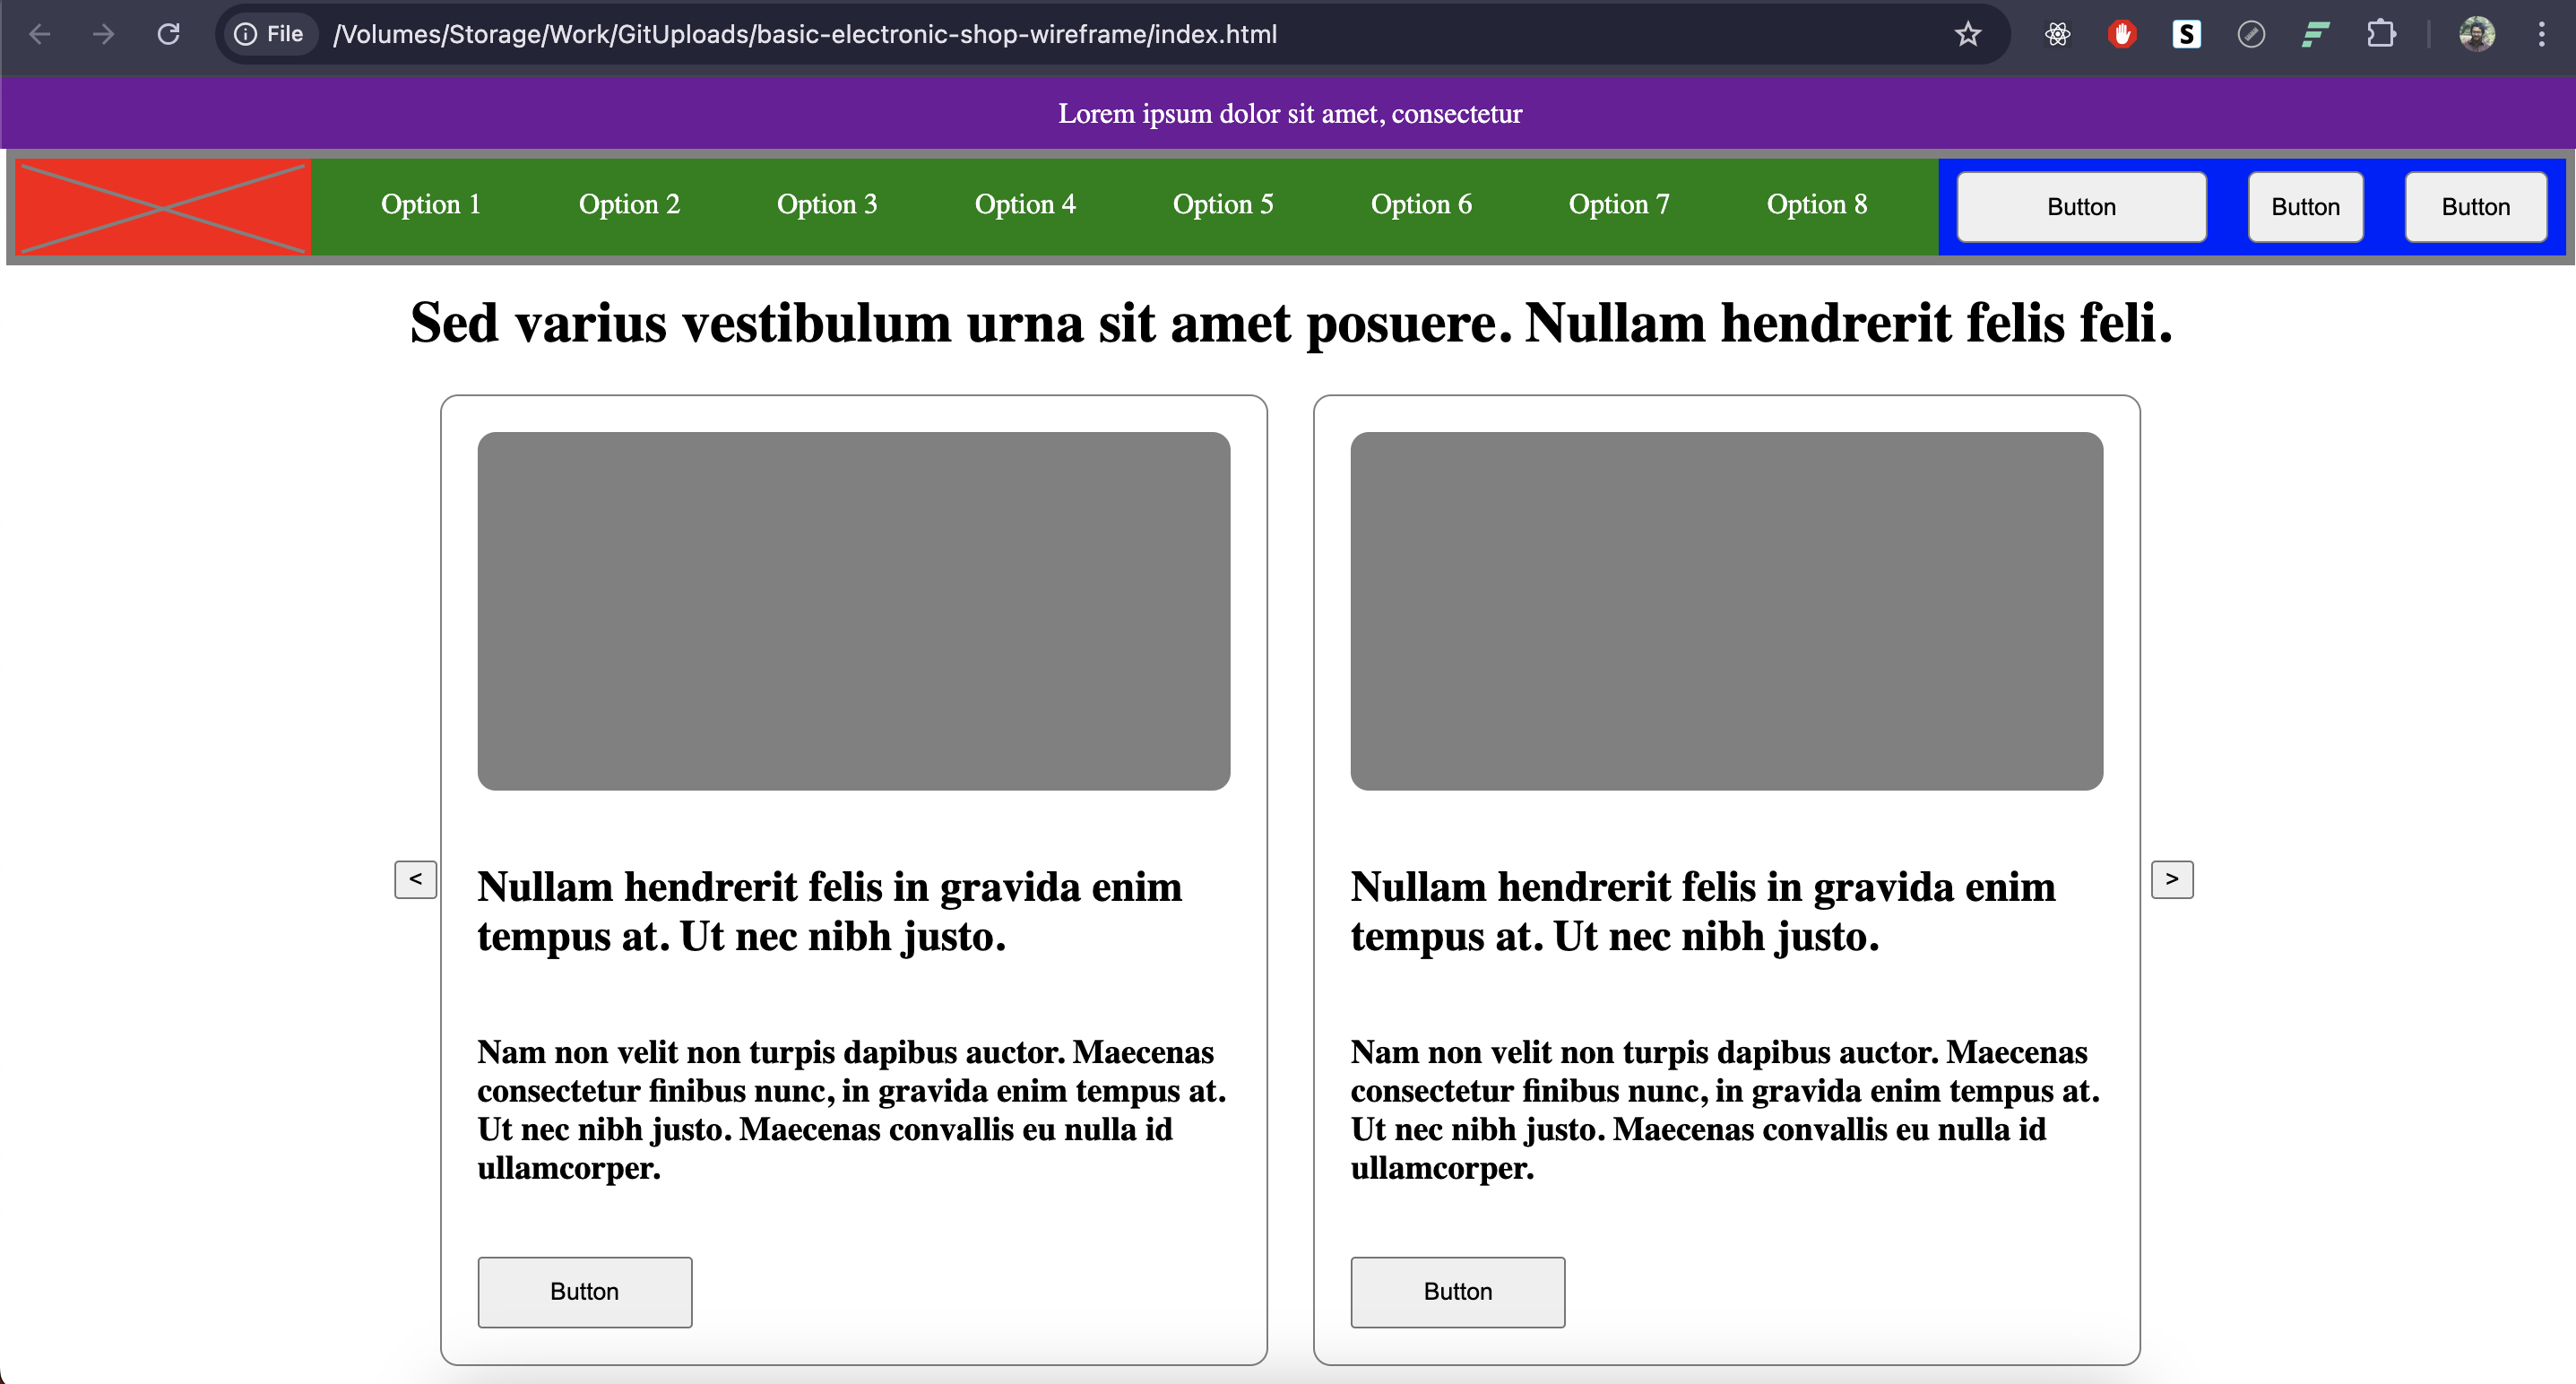 File /Volumes/Storage/Work/GitUploads/basic-electronic-shop-wireframe/index.html
S
Lorem ipsum dolor sit amet, consectetur
Option 1 Option 2 Option 3 Option 4 Option 5 Option 6 Option 7 Option 8 Button Button Button
Sed varius vestibulum urna sit amet posuere. Nullam hendrerit felis feli.
<
Nullam hendrerit felis in gravida enim
tempus at. Ut nec nibh justo.
Nam non velit non turpis dapibus auctor. Maecenas
consectetur finibus nunc, in gravida enim tempus at.
Ut nec nibh justo. Maecenas convallis eu nulla id
ullamcorper.
Button
Nullam hendrerit felis in gravida enim
tempus at. Ut nec nibh justo.
Nam non velit non turpis dapibus auctor. Maecenas
consectetur finibus nunc, in gravida enim tempus at.
Ut nec nibh justo. Maecenas convallis eu nulla id
ullamcorper.
Button
>